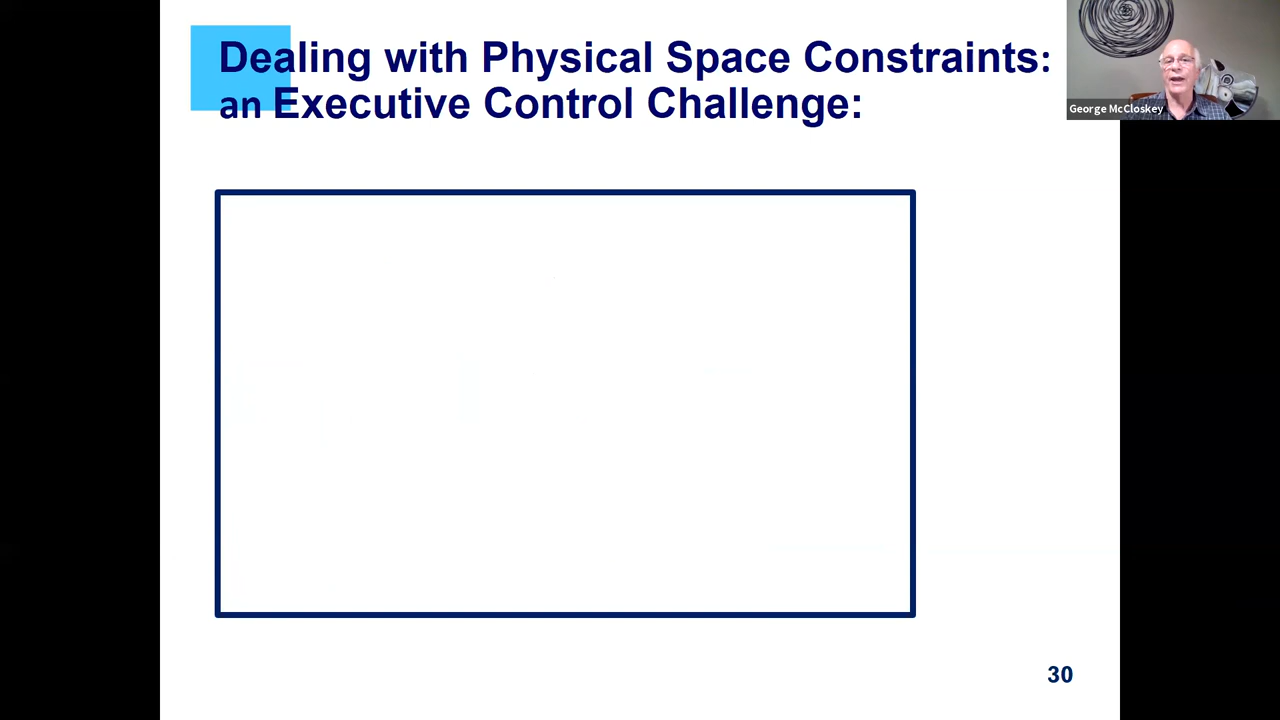 Dealing with Physical Space Constraints:
an Executive Control Challenge:
George McCloskey
30